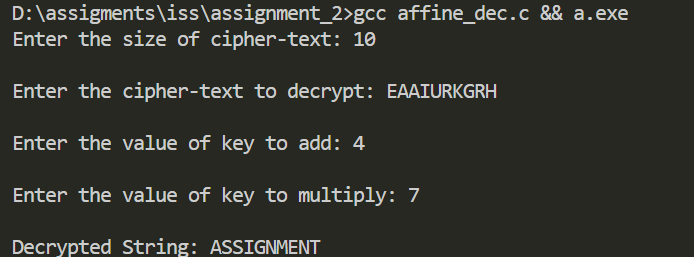 D:\assigments\iss\assignment_2>gcc affine_dec.c && a.exe
Enter the size of cipher-text: 10
Enter the cipher-text to decrypt: EAAIURKGRH
Enter the value of key to add: 4
Enter the value of key to multiply: 7
Decrypted String: ASSIGNMENT